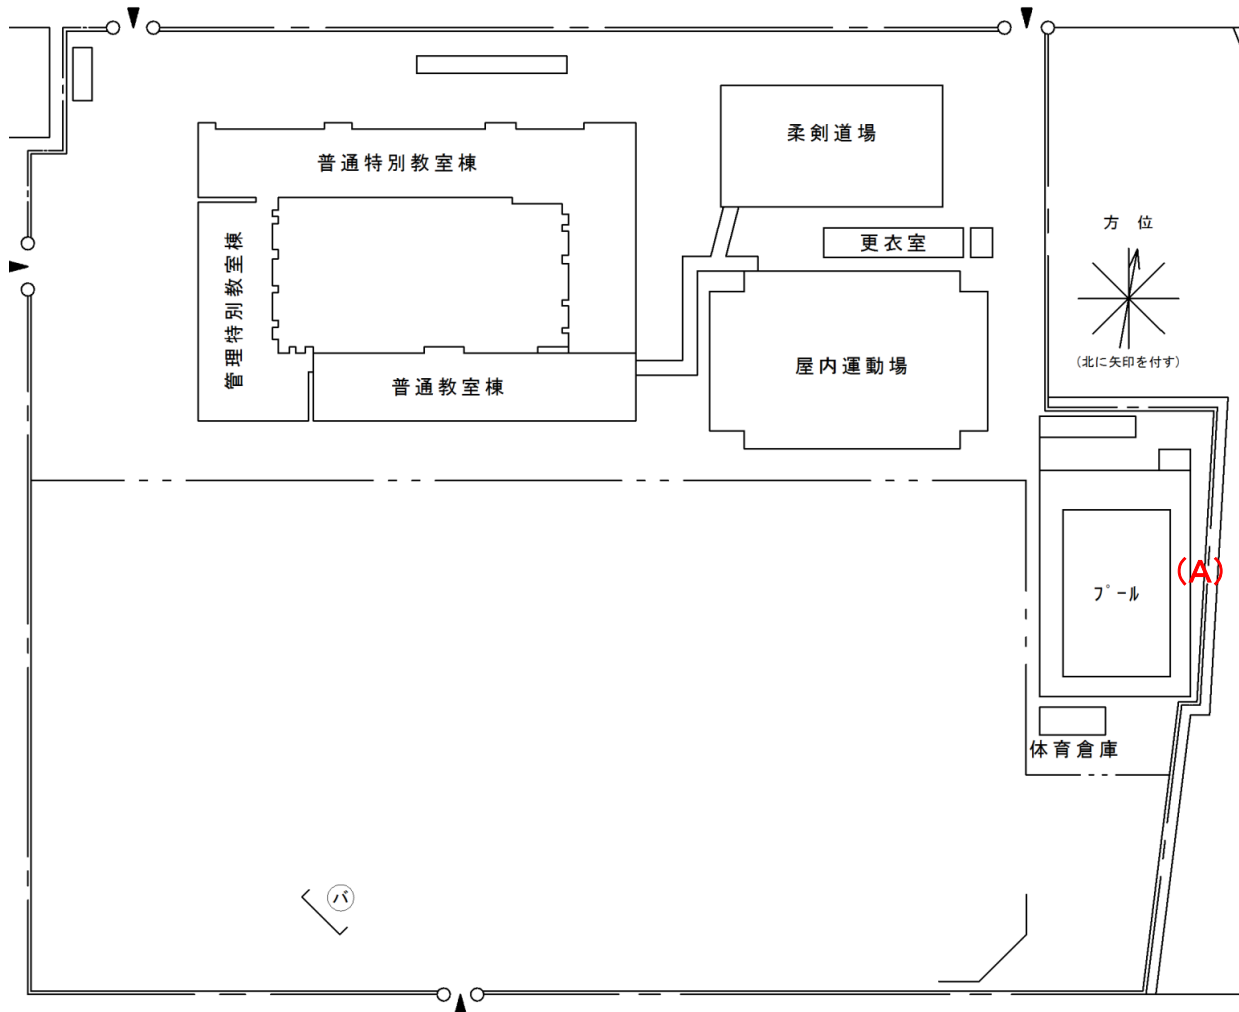 柔剣道場
普通特別教室棟
方位
更衣室
管理特別教室棟
(北に矢印を付す)
屋内運動場
普通教室棟
(A)
プール
体育倉庫
バ